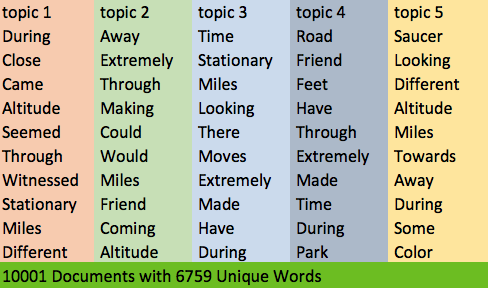 topic 1 topic 2 topic 3 topic 4 topic 5
During Away Time Road Saucer
Close Extremely Stationary Friend Looking
Came Through Miles Feet Different
Altitude Making Looking Have Altitude
Seemed Could There Through Miles
Through Would Moves Extremely Towards
Witnessed Miles Extremely Made Away
Stationary Friend Made Time During
Miles Coming Have During Some
Different Altitude During Park Color
10001 Documents with 6759 Unique Words